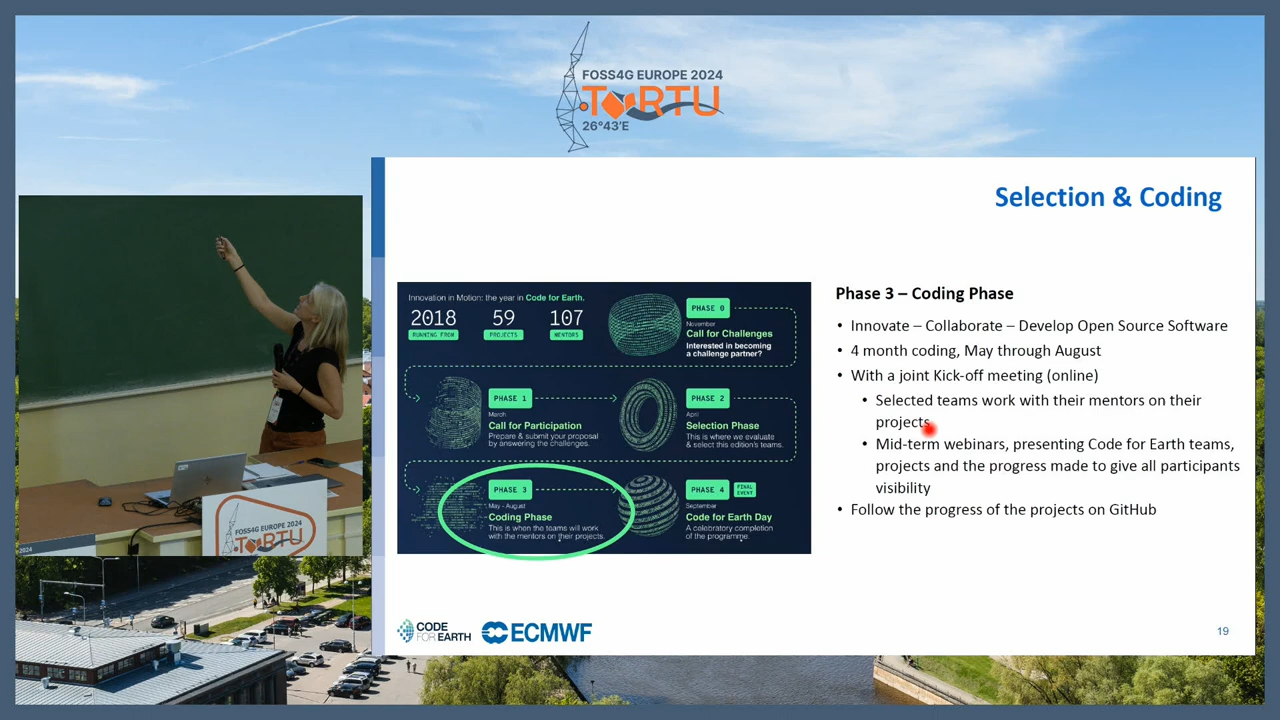 FOSS4G EUROPE 2024
TORTU
26°43'E
Selection & Coding
Innovation in Motion: the year in Code for Earth.
2018
RUNNING FROM
59
PROJECTS
107
MENTORS
PHASE 0
November
Call for Challenges
Interested in becoming
a challenge partner?
PHASE 1
March
Call for Participation
Prepare & submit your proposal
by answering the challenges.
PHASE 2
April
Selection Phase
This is where we evaluate
& select this edition's teams.
PHASE 3
May - August
Coding Phase
This is when the teams will work
with the mentors on their projects.
PHASE 4
FINAL
EVENT
September
Code for Earth Day
A celebratory completion
of the programme.
Phase 3 – Coding Phase
• Innovate – Collaborate – Develop Open Source Software
• 4 month coding, May through August
• With a joint Kick-off meeting (online)
• Selected teams work with their mentors on their
projects
• Mid-term webinars, presenting Code for Earth teams,
projects and the progress made to give all participants
visibility
• Follow the progress of the projects on GitHub
CODE
FOR EARTH
ECMWF
19
FOSS4G EUROPE 2024
TORTU
2024